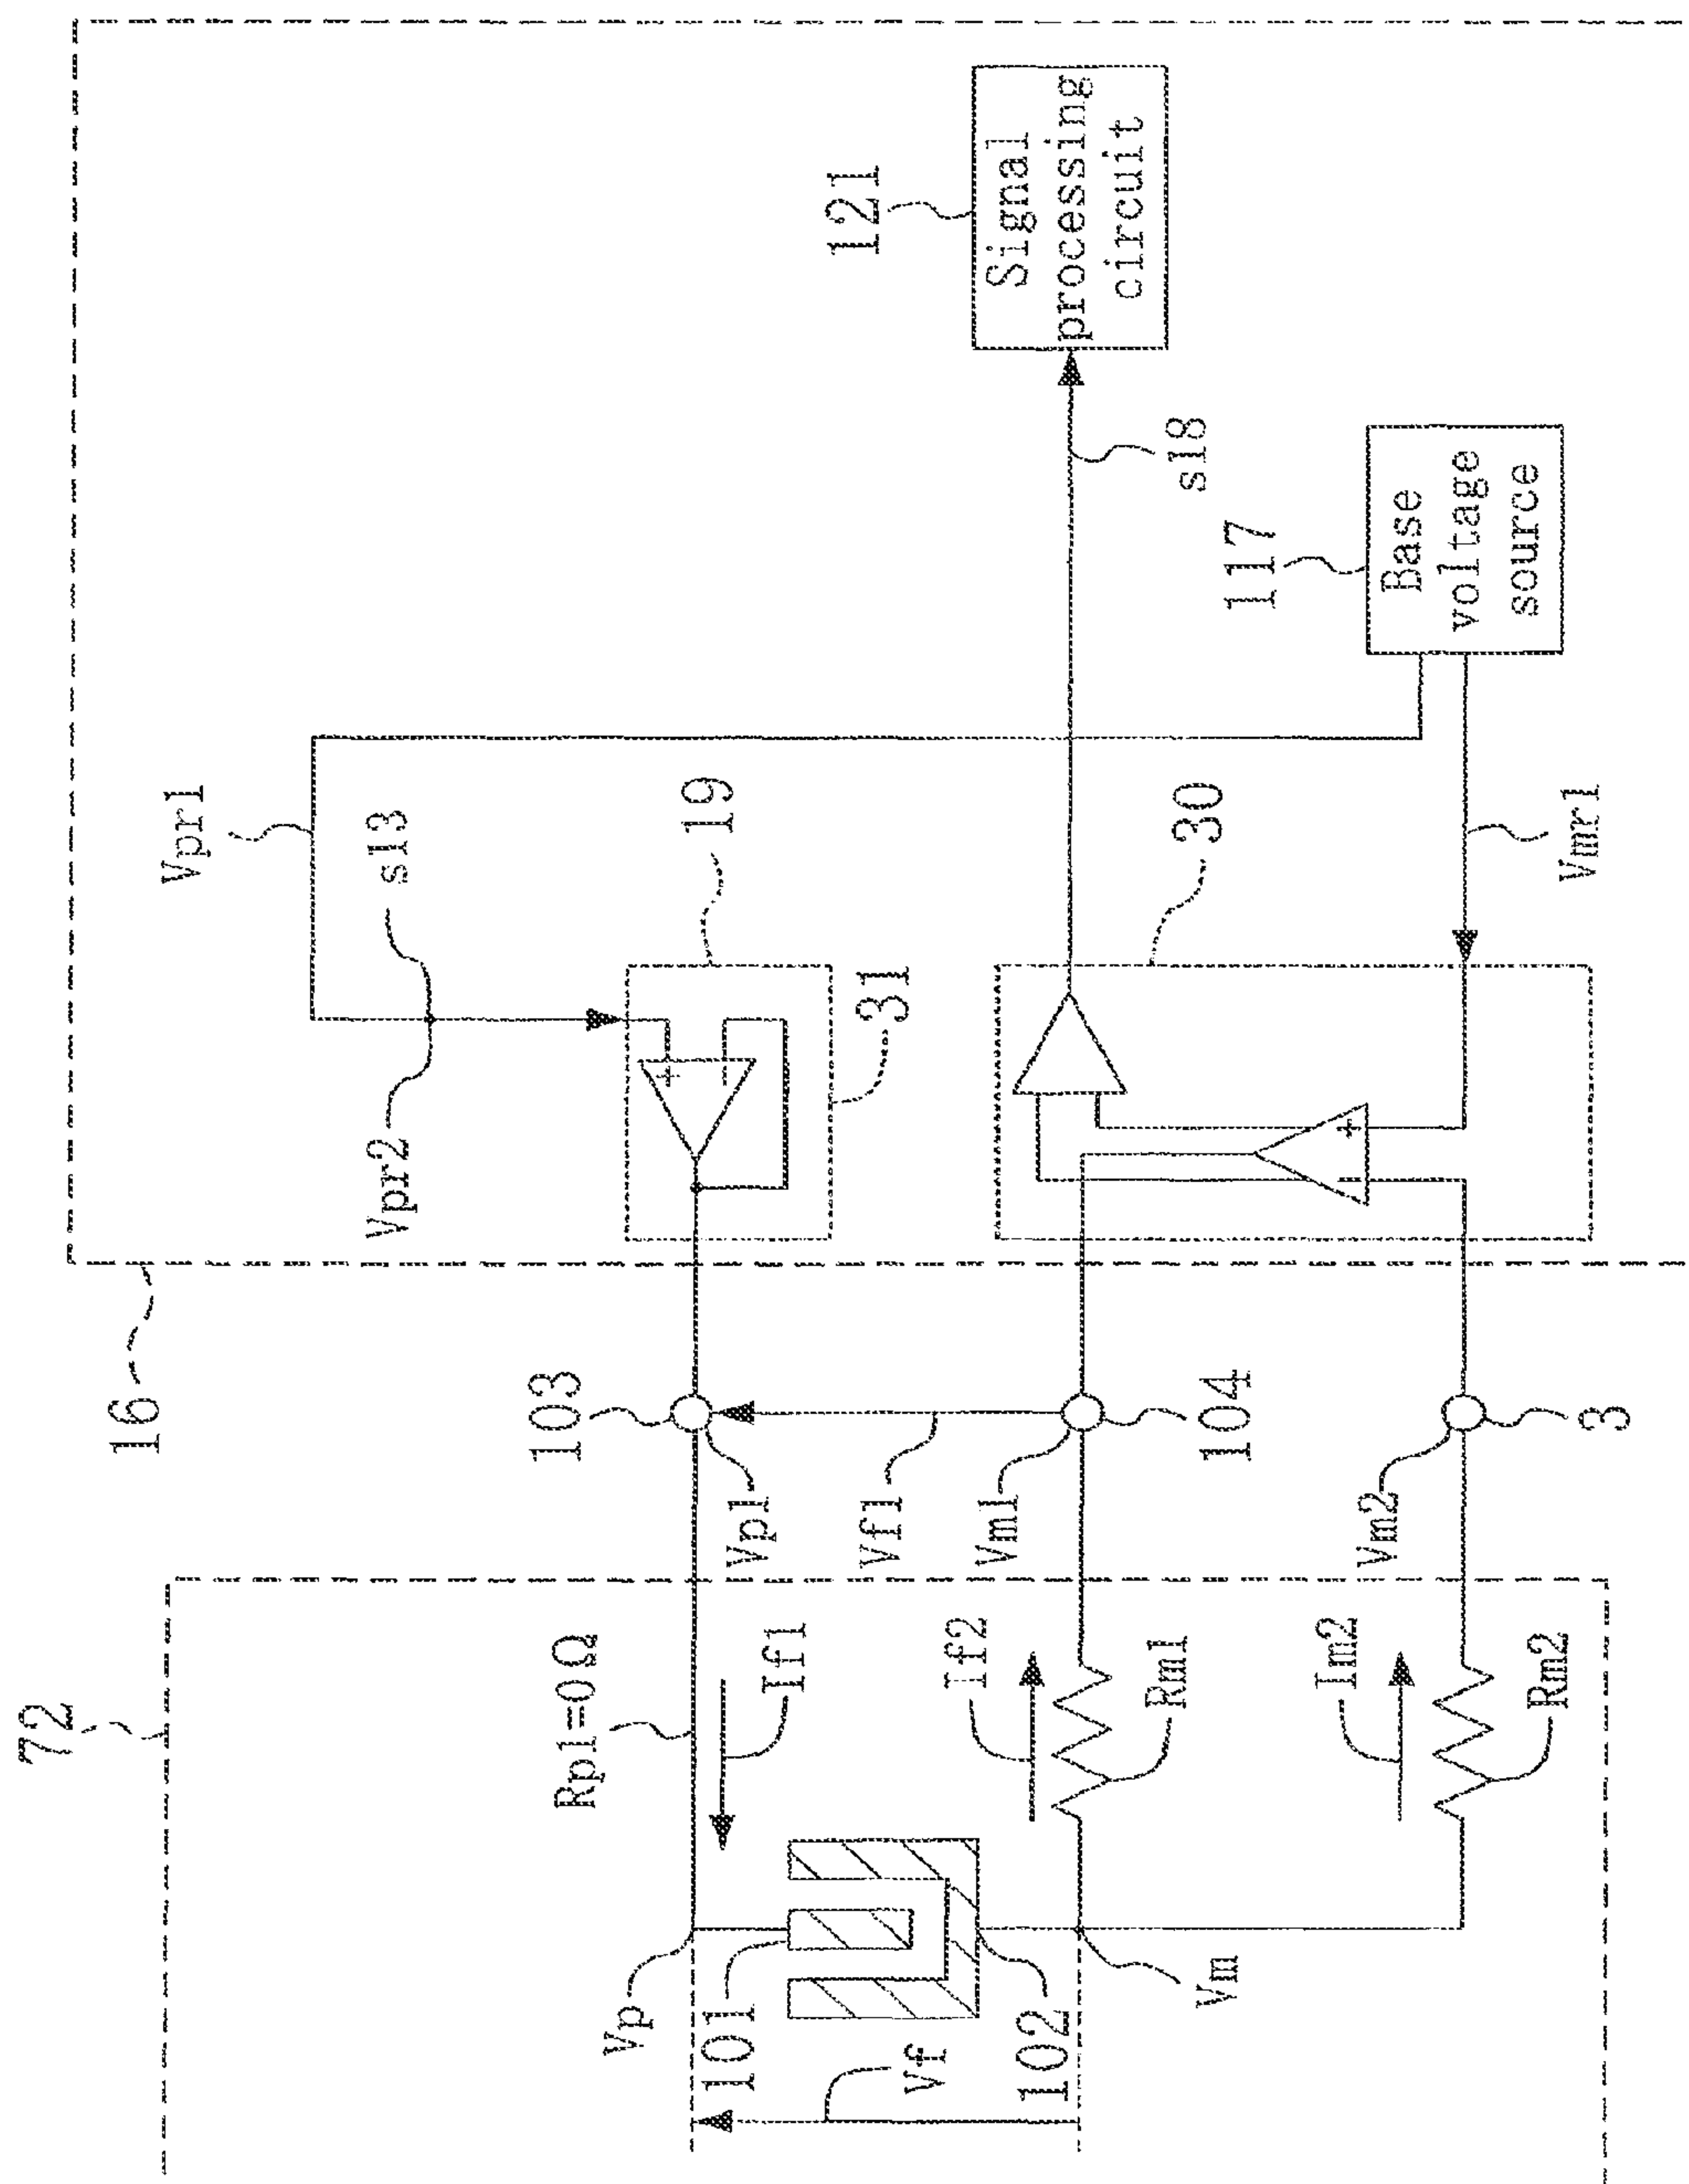 72
16
Vpr1
Vpr2
s13
19
31
121
Signal
processing
circuit
s18
117
Base
voltage
source
30
Vmr1
103
Vp1
Vf1
Vm1
104
Vm2
3
Rp1=0Ω
If1
If2
Rm1
Im2
Rm2
Vp
101
Vf
102
Vm
+
+